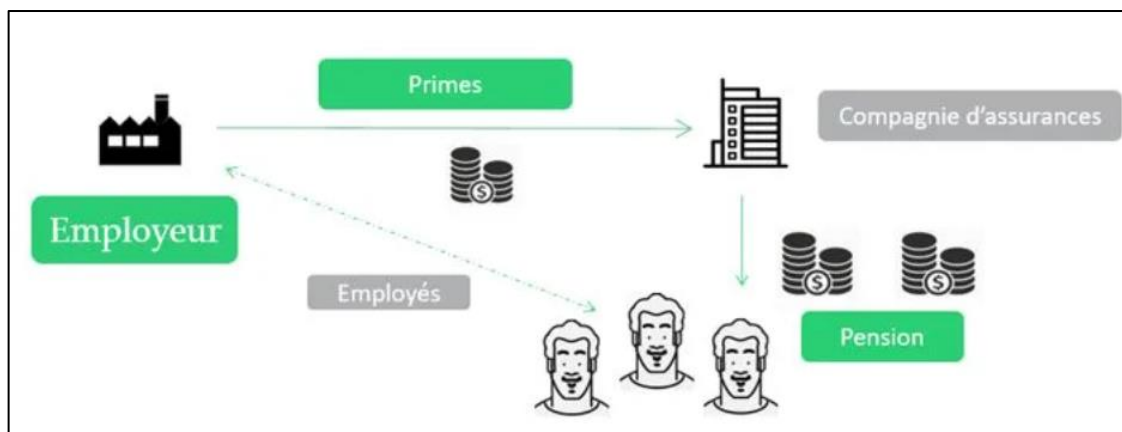 Primes
Compagnie d'assurances
$
Employeur
Employés
$
$
Pension